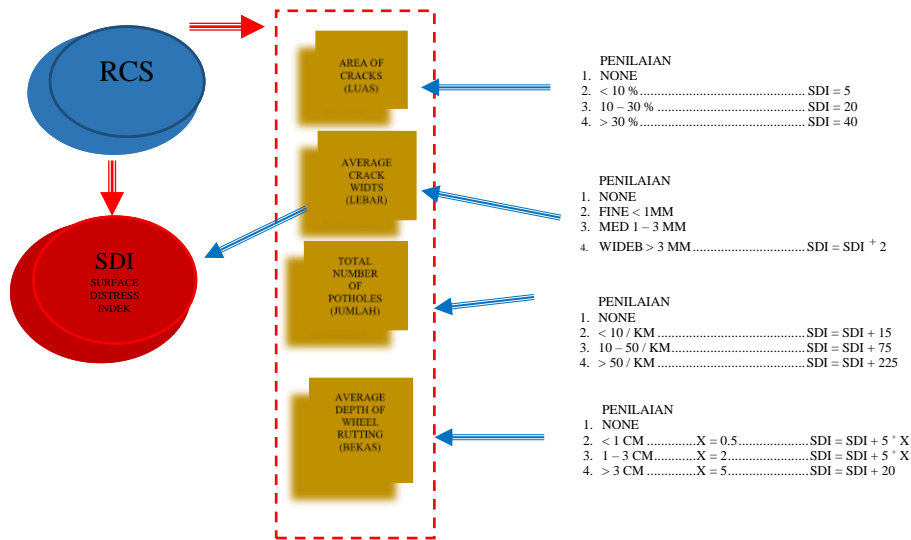 RCS
SDI
SURFACE
DISTRESS
INDEK
AREA OF
CRACKS
(LUAS)
AVERAGE
CRACK
WIDTS
(LEBAR)
TOTAL
NUMBER
OF
POTHOLES
(JUMLAH)
AVERAGE
DEPTH OF
WHEEL
RUTTING
(BEKAS)
PENILAIAN
1. NONE
2. < 10 %................................................ SDI = 5
3. 10 – 30 %........................................... SDI = 20
4. > 30 %................................................ SDI = 40
PENILAIAN
1. NONE
2. FINE < 1MM
3. MED 1 – 3 MM
4. WIDEB > 3 MM................................ SDI = SDI + 2
PENILAIAN
1. NONE
2. < 10 / KM........................................... SDI = SDI + 15
3. 10 – 50 / KM...................................... SDI = SDI + 75
4. > 50 / KM........................................... SDI = SDI + 225
PENILAIAN
1. NONE
2. < 1 CM ..............X = 0.5......................SDI = SDI + 5 * X
3. 1 – 3 CM............X = 2.........................SDI = SDI + 5 * X
4. > 3 CM ..............X = 5.........................SDI = SDI + 20